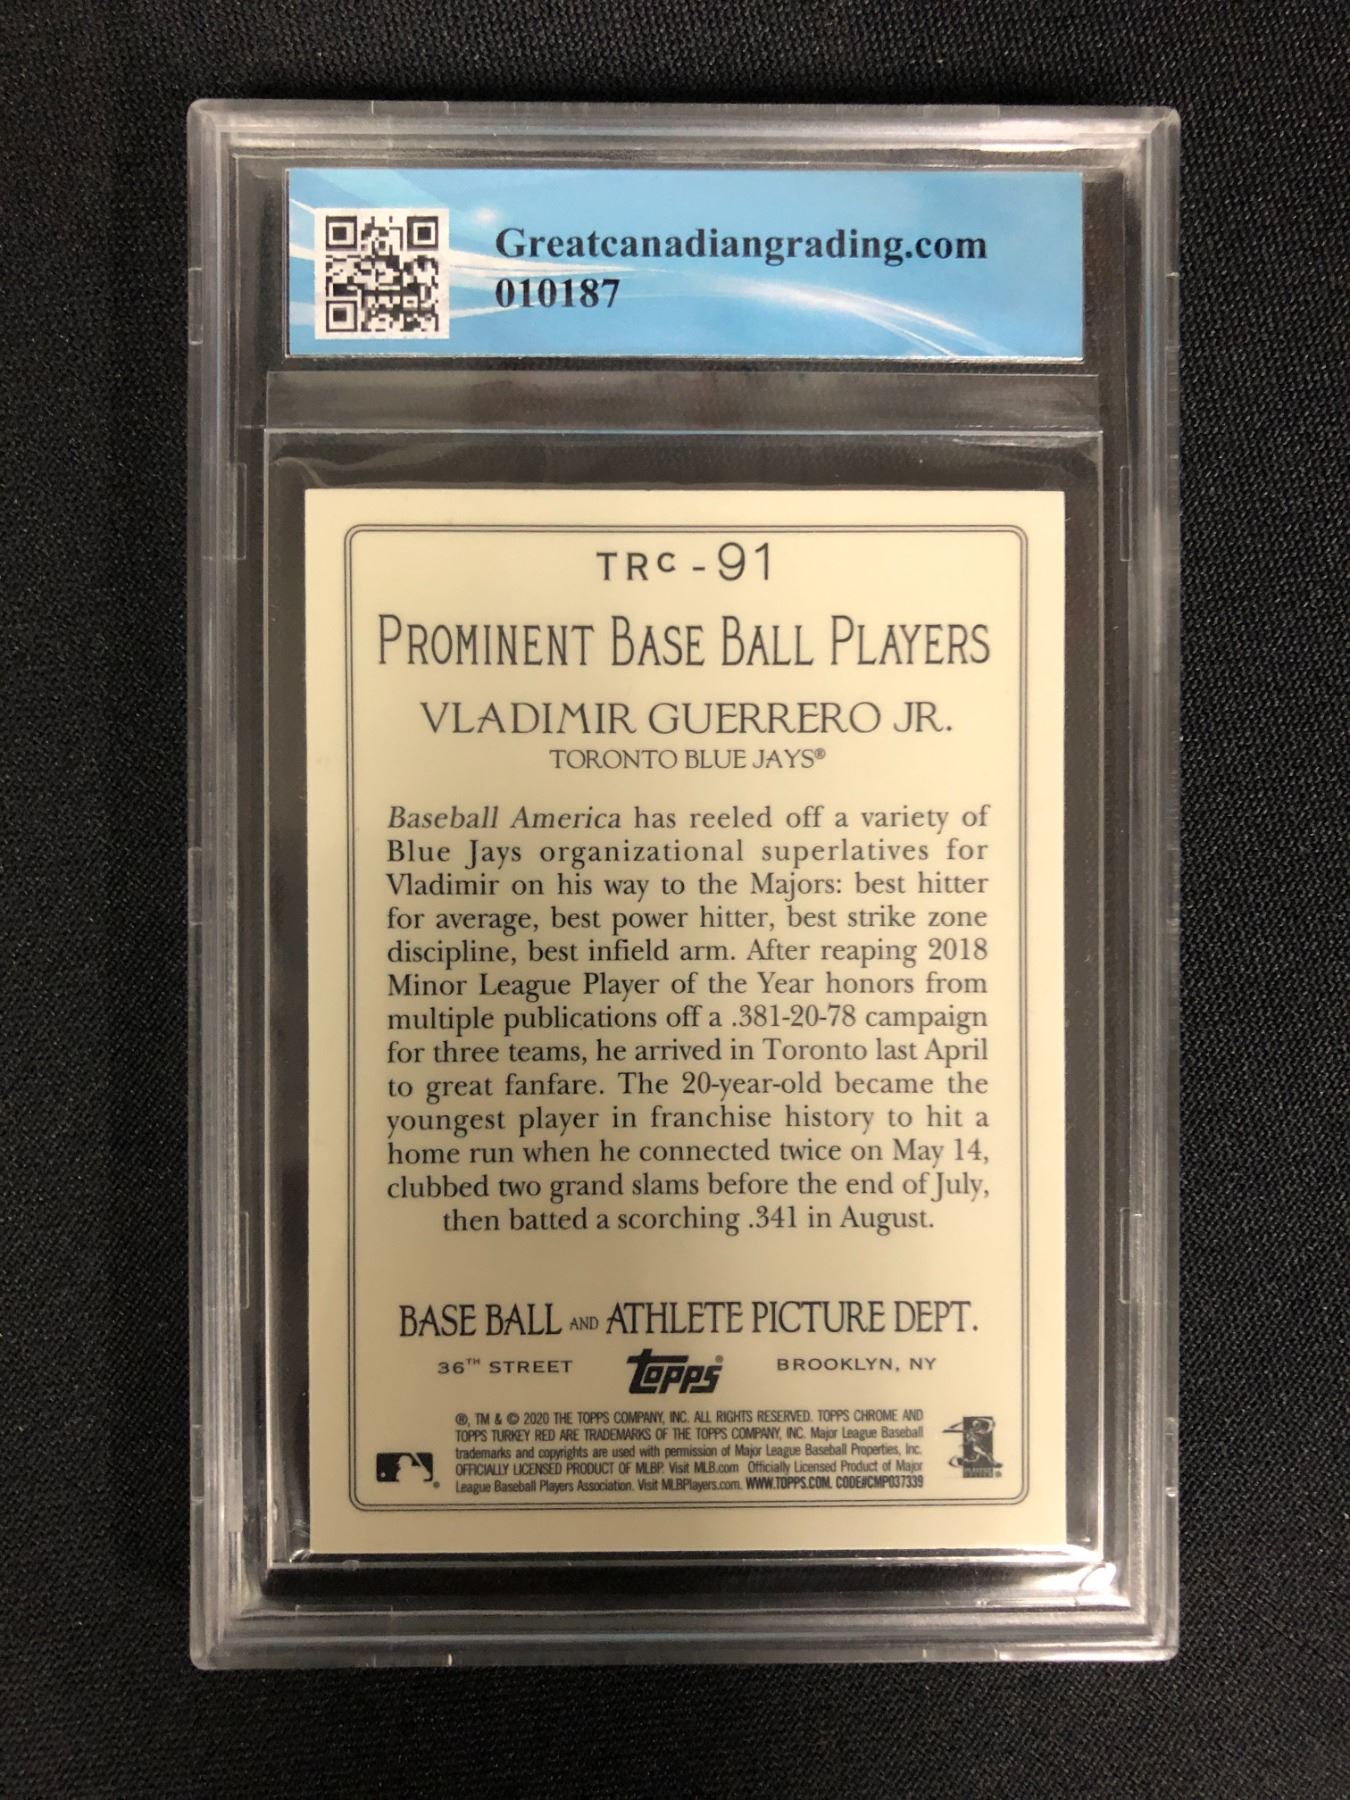 Greatcanadiangrading.com
010187
TRC-91
PROMINENT BASE BALL PLAYERS
VLADIMIR GUERRERO JR.
TORONTO BLUE JAYS®
Baseball America has reeled off a variety of
Blue Jays organizational superlatives for
Vladimir on his way to the Majors: best hitter
for average, best power hitter, best strike zone
discipline, best infield arm. After reaping 2018
Minor League Player of the Year honors from
multiple publications off a .381-20-78 campaign
for three teams, he arrived in Toronto last April
to great fanfare. The 20-year-old became the
youngest player in franchise history to hit a
home run when he connected twice on May 14,
clubbed two grand slams before the end of July,
then batted a scorching .341 in August.
BASE BALL AND ATHLETE PICTURE DEPT.
36TH STREET topps® BROOKLYN, NY
®, TM & © 2020 THE TOPPS COMPANY, INC. ALL RIGHTS RESERVED. TOPPS CHROME AND
TOPPS TURKEY RED ARE TRADEMARKS OF THE TOPPS COMPANY, INC. Major League Baseball
trademarks and copyrights are used with permission of Major League Baseball Properties, Inc.
OFFICIALLY LICENSED PRODUCT OF MLBP. Visit MLB.com Officially Licensed Product of Major
League Baseball Players Association. Visit MLBPlayers.com. WWW.TOPPS.COM. CODE#CMP037339